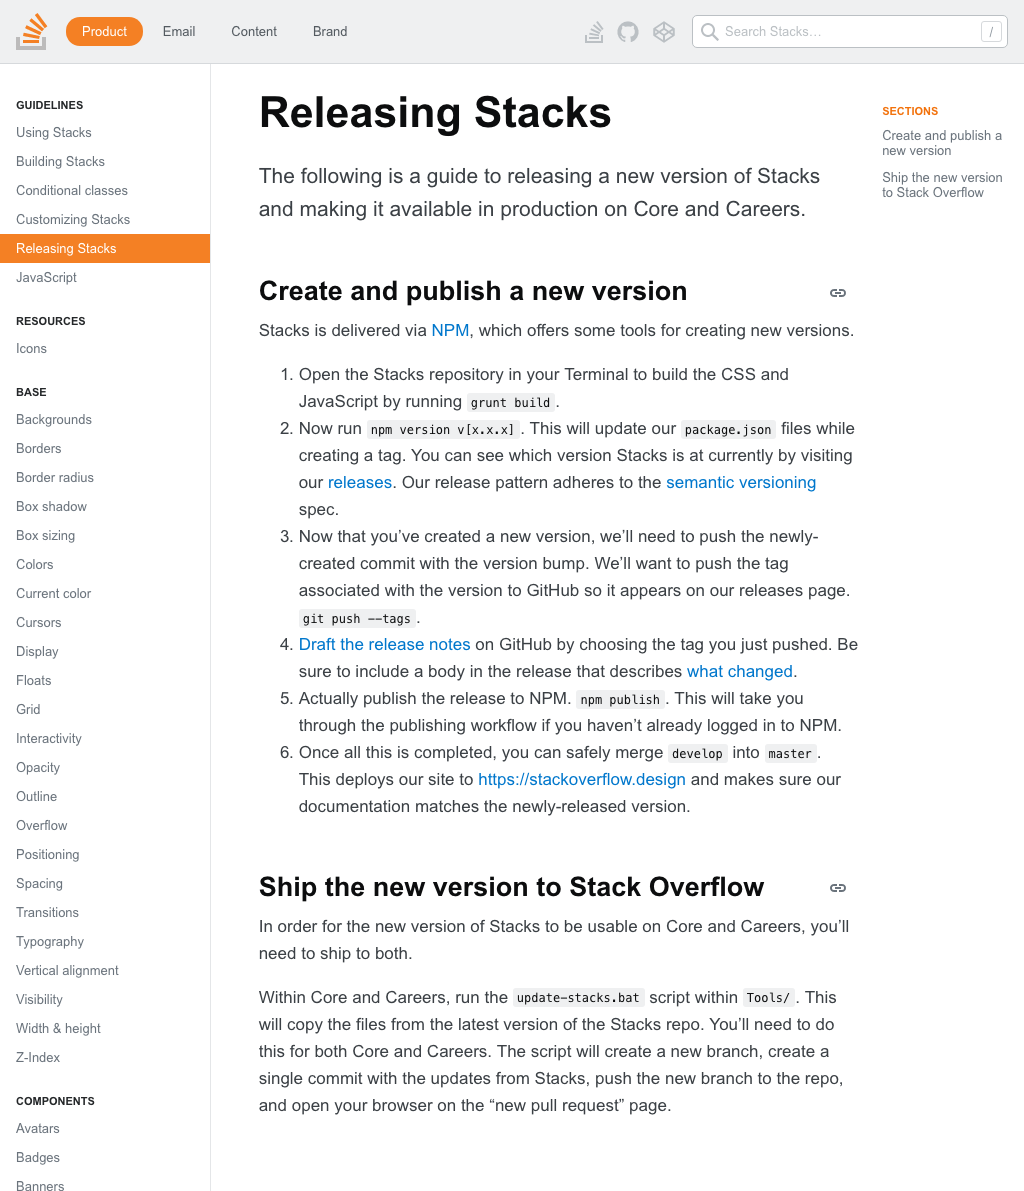 Product
Email
Content
Brand
Search Stacks…
/
GUIDELINES
Using Stacks
Building Stacks
Conditional classes
Customizing Stacks
Releasing Stacks
JavaScript
RESOURCES
Icons
BASE
Backgrounds
Borders
Border radius
Box shadow
Box sizing
Colors
Current color
Cursors
Display
Floats
Grid
Interactivity
Opacity
Outline
Overflow
Positioning
Spacing
Transitions
Typography
Vertical alignment
Visibility
Width & height
Z-Index
COMPONENTS
Avatars
Badges
Banners
Releasing Stacks
The following is a guide to releasing a new version of Stacks
and making it available in production on Core and Careers.
Create and publish a new version
Stacks is delivered via NPM, which offers some tools for creating new versions.
1. Open the Stacks repository in your Terminal to build the CSS and
JavaScript by running grunt build.
2. Now run npm version v[x.x.x]. This will update our package.json files while
creating a tag. You can see which version Stacks is at currently by visiting
our releases. Our release pattern adheres to the semantic versioning
spec.
3. Now that you’ve created a new version, we’ll need to push the newly-
created commit with the version bump. We’ll want to push the tag
associated with the version to GitHub so it appears on our releases page.
git push --tags.
4. Draft the release notes on GitHub by choosing the tag you just pushed. Be
sure to include a body in the release that describes what changed.
5. Actually publish the release to NPM. npm publish. This will take you
through the publishing workflow if you haven’t already logged in to NPM.
6. Once all this is completed, you can safely merge develop into master.
This deploys our site to https://stackoverflow.design and makes sure our
documentation matches the newly-released version.
Ship the new version to Stack Overflow
In order for the new version of Stacks to be usable on Core and Careers, you’ll
need to ship to both.
Within Core and Careers, run the update-stacks.bat script within Tools/. This
will copy the files from the latest version of the Stacks repo. You’ll need to do
this for both Core and Careers. The script will create a new branch, create a
single commit with the updates from Stacks, push the new branch to the repo,
and open your browser on the “new pull request” page.
SECTIONS
Create and publish a
new version
Ship the new version
to Stack Overflow